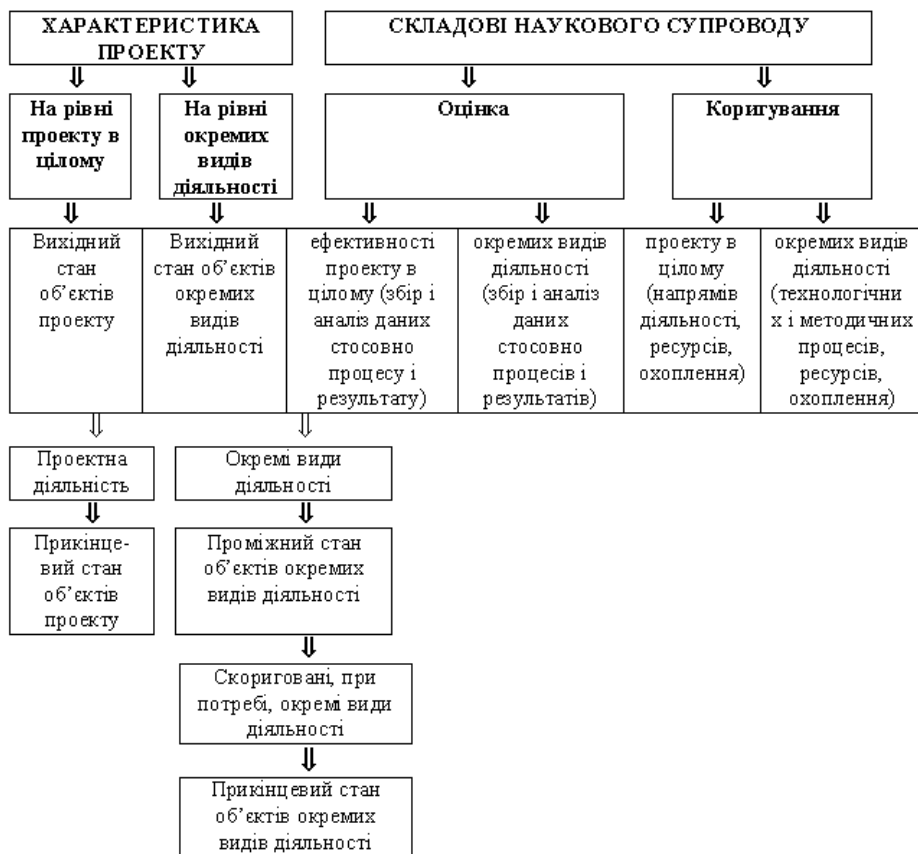 ХАРАКТЕРИСТИКА
ПРОЕКТУ
СКЛАДОВІ НАУКОВОГО СУПРОВОДУ
На рівні
проекту в
цілому
На рівні
окремих
видів
діяльності
Оцінка
Коригування
Вихідний
стан
об’єктів
проекту
Вихідний
стан об’єктів
окремих
видів
діяльності
ефективності
проекту в
цілому (збір і
аналіз даних
стосовно
процесу і
результату)
окремих видів
діяльності
(збір і аналіз
даних
стосовно
процесів і
результатів)
проекту в
цілому
(напрямів
діяльності,
ресурсів,
охоплення)
окремих видів
діяльності
(технологічни
х і методичних
процесів,
ресурсів,
охоплення)
Проектна
діяльність
Окремі види
діяльності
Прикінце-
вий стан
об’єктів
проекту
Проміжний стан
об’єктів окремих
видів діяльності
Скориговані, при
потребі, окремі види
діяльності
Прикінцевий стан
об’єктів окремих
видів діяльності